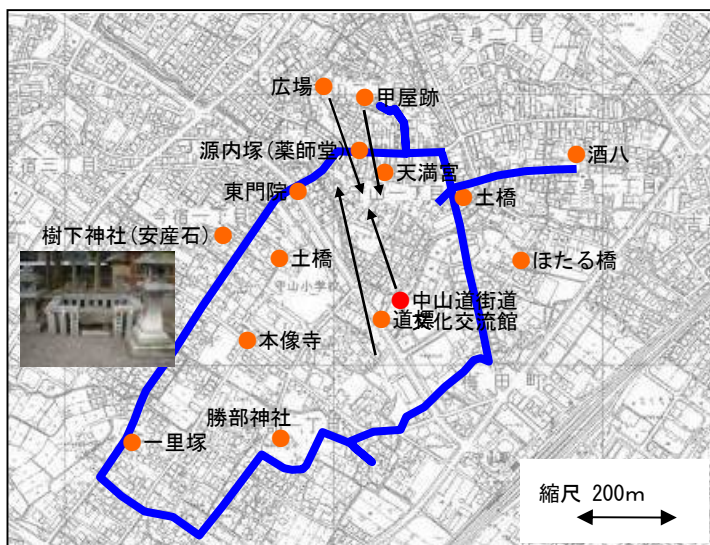 広場
甲屋跡
源内塚(薬師堂
酒八
天満宮
東門院
土橋
樹下神社(安産石)
土橋
ほたる橋
中山道街道
文化交流館
道標
本像寺
勝部神社
一里塚
縮尺 200m